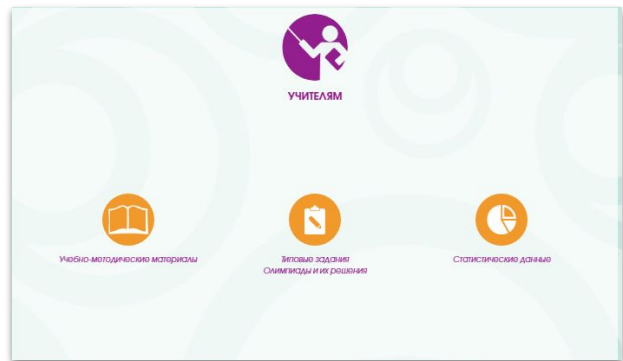 УЧИТЕЛЯМ
Учебно-методические материалы
Типовые задания
Олимпиады и их решения
Статистические данные